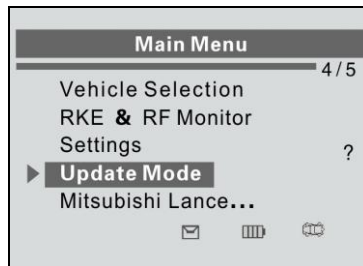 Main Menu
4/5
Vehicle Selection
RKE & RF Monitor
Settings
?
Update Mode
Mitsubishi Lance...